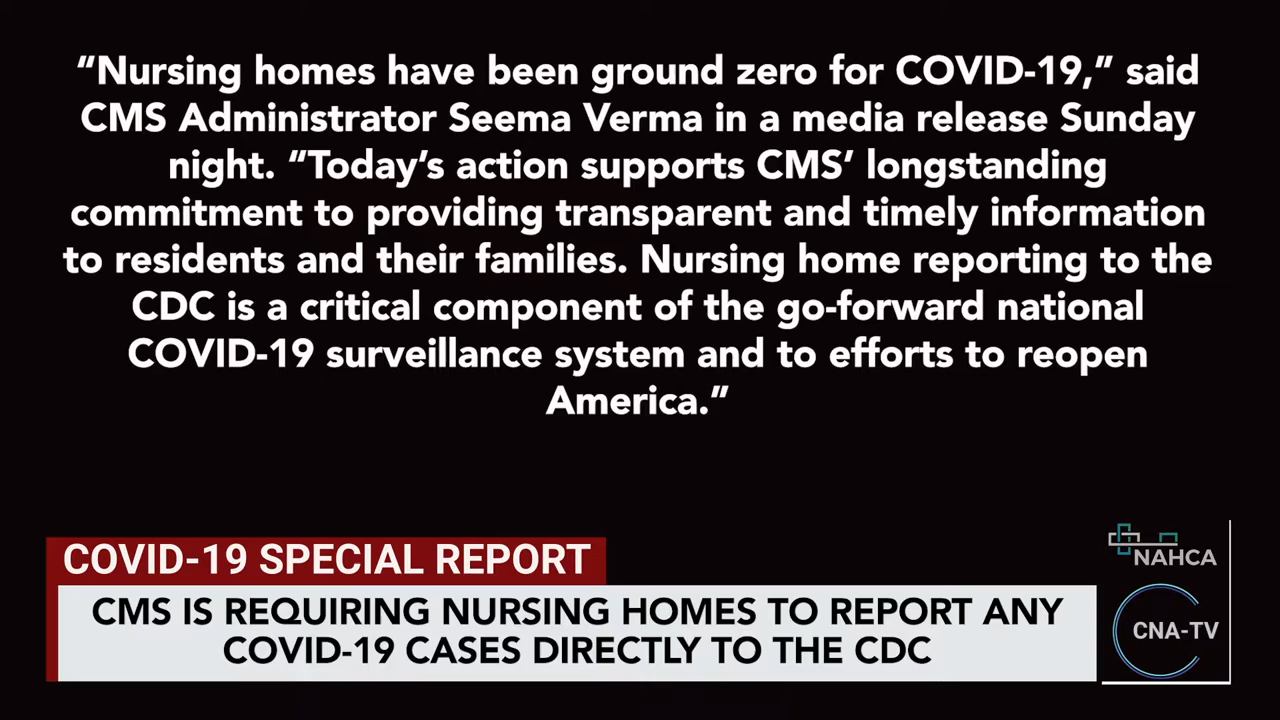 “Nursing homes have been ground zero for COVID-19,” said
CMS Administrator Seema Verma in a media release Sunday
night. “Today’s action supports CMS’ longstanding
commitment to providing transparent and timely information
to residents and their families. Nursing home reporting to the
CDC is a critical component of the go-forward national
COVID-19 surveillance system and to efforts to reopen
America.”
COVID-19 SPECIAL REPORT
CMS IS REQUIRING NURSING HOMES TO REPORT ANY
COVID-19 CASES DIRECTLY TO THE CDC
NAHCA
CNA-TV